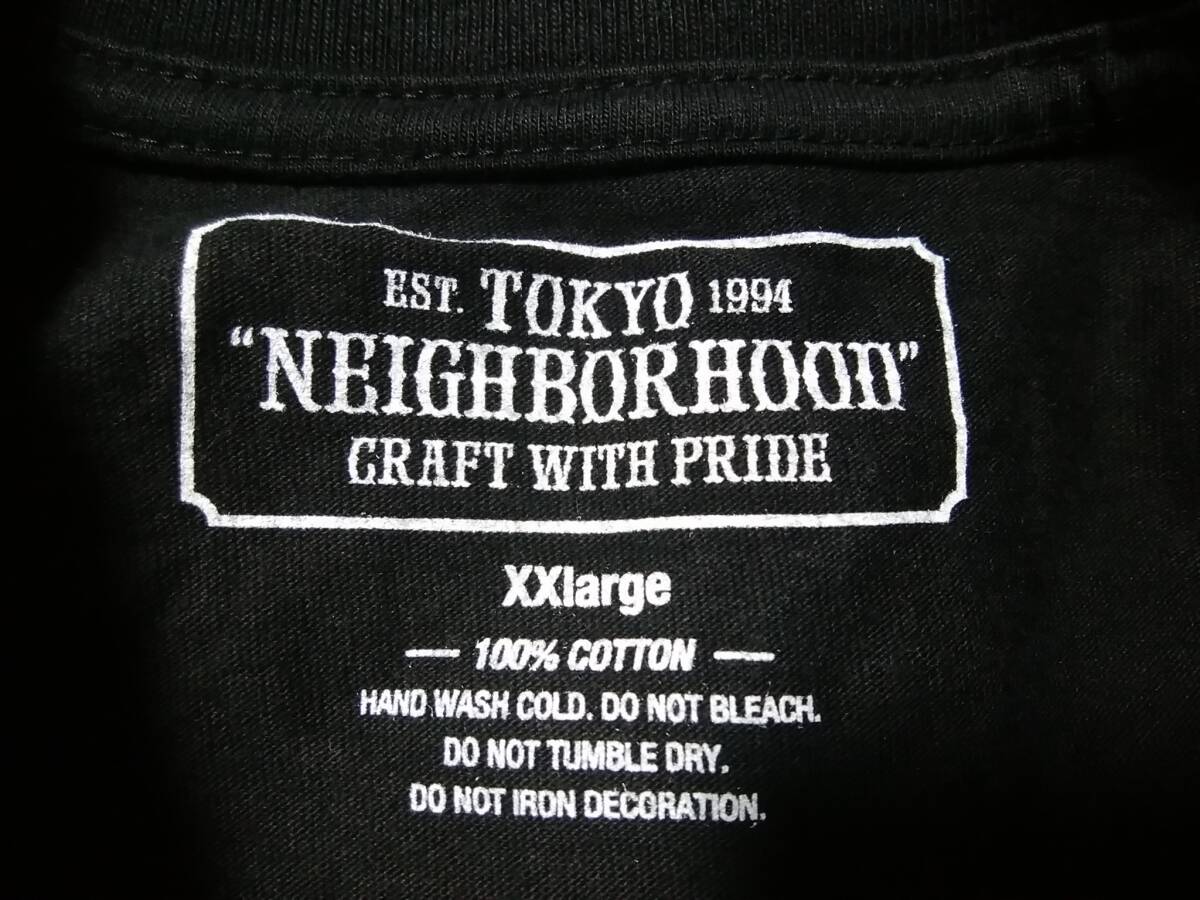 EST. TOKYO 1994
"NEIGHBORHOOD"
CRAFT WITH PRIDE
XXlarge
— 100% COTTON —
HAND WASH COLD. DO NOT BLEACH.
DO NOT TUMBLE DRY.
DO NOT IRON DECORATION.